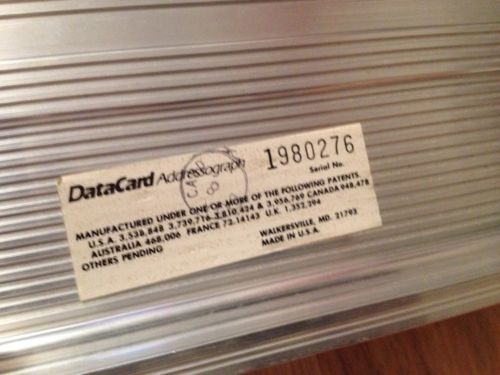 DataCard Addressograph 1980276
Serial No.
MANUFACTURED UNDER ONE OR MORE OF THE FOLLOWING PATENTS.
U.S.A. 3,538,848 3,739,716 3,810,424 & 3,956,769 CANADA 948,478
AUSTRALIA 468,006 FRANCE 72.14143 U.K. 1,352,294
OTHERS PENDING
WALKERSVILLE, MD. 21793
MADE IN U.S.A.